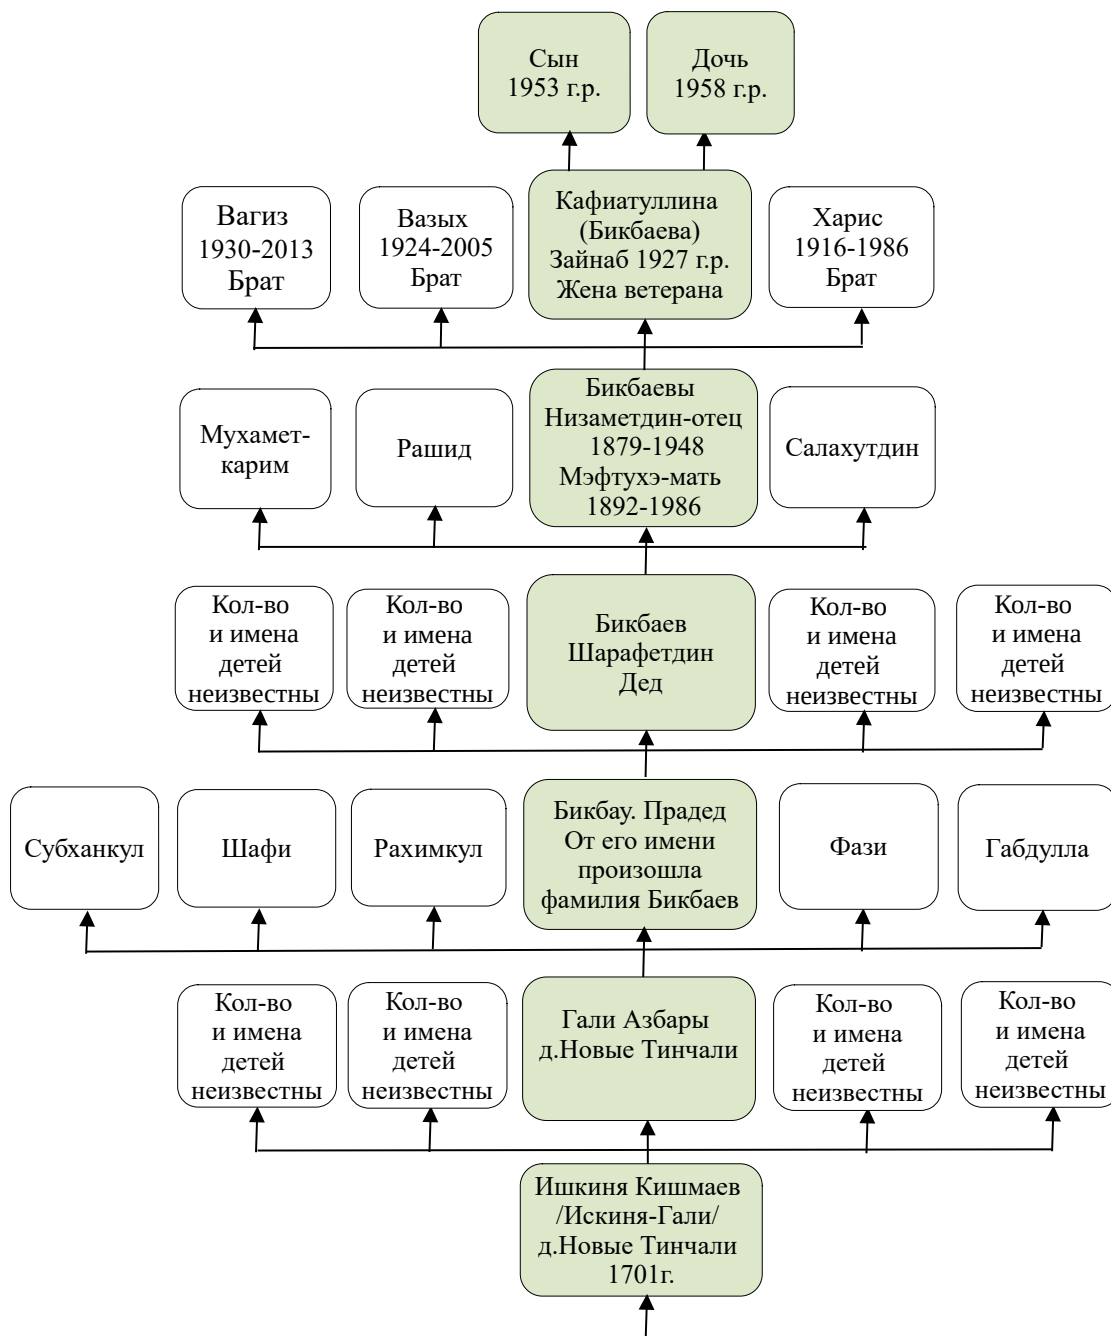 Сын
1953 г.р.
Дочь
1958 г.р.
Вагиз
1930-2013
Брат
Вазых
1924-2005
Брат
Кафиатуллина
(Бикбаева)
Зайнаб 1927 г.р.
Жена ветерана
Харис
1916-1986
Брат
Мухамет-
карим
Рашид
Бикбаевы
Низаметдин-отец
1879-1948
Мэфтухэ-мать
1892-1986
Салахутдин
Кол-во
и имена
детей
неизвестны
Кол-во
и имена
детей
неизвестны
Бикбаев
Шарафетдин
Дед
Кол-во
и имена
детей
неизвестны
Кол-во
и имена
детей
неизвестны
Субханкул
Шафи
Рахимкул
Бикбау. Прадед
От его имени
произошла
фамилия Бикбаев
Фази
Габдулла
Кол-во
и имена
детей
неизвестны
Кол-во
и имена
детей
неизвестны
Гали Азбары
д.Новые Тинчали
Кол-во
и имена
детей
неизвестны
Кол-во
и имена
детей
неизвестны
Ишкиня Кишмаев
/Искиня-Гали/
д.Новые Тинчали
1701г.